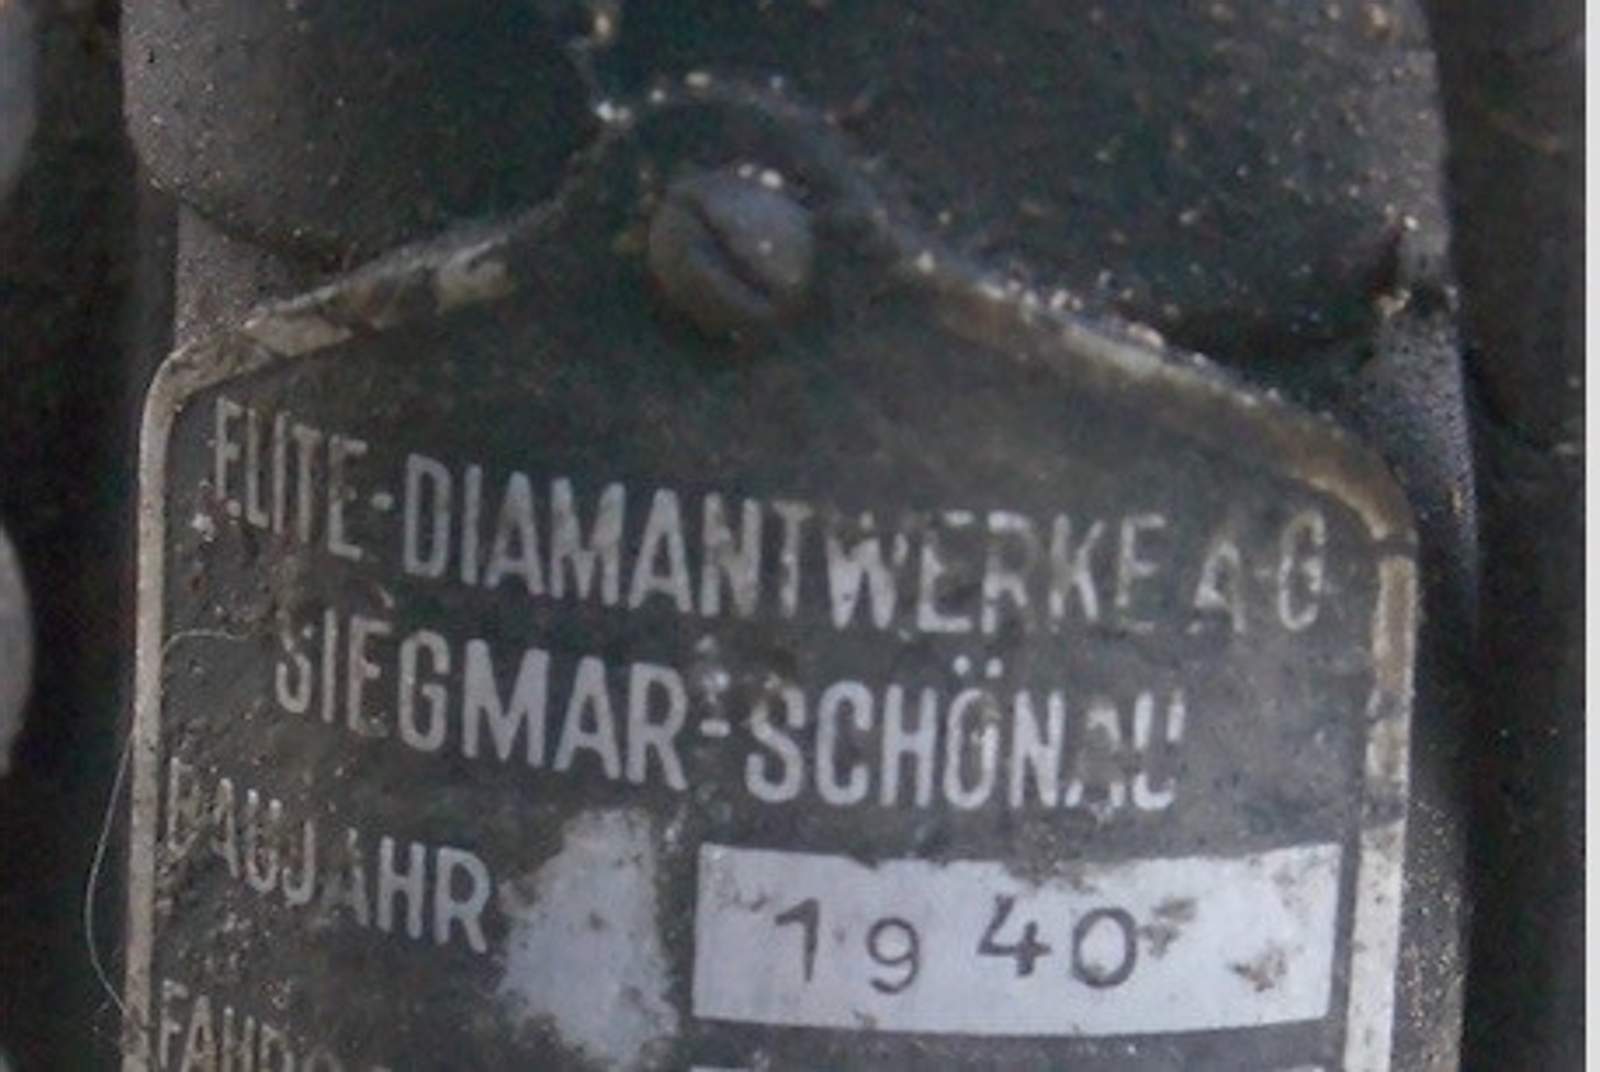 ELITE-DIAMANTWERKE A-G
SIEGMAR-SCHÖNAU
BAUJAHR 1940